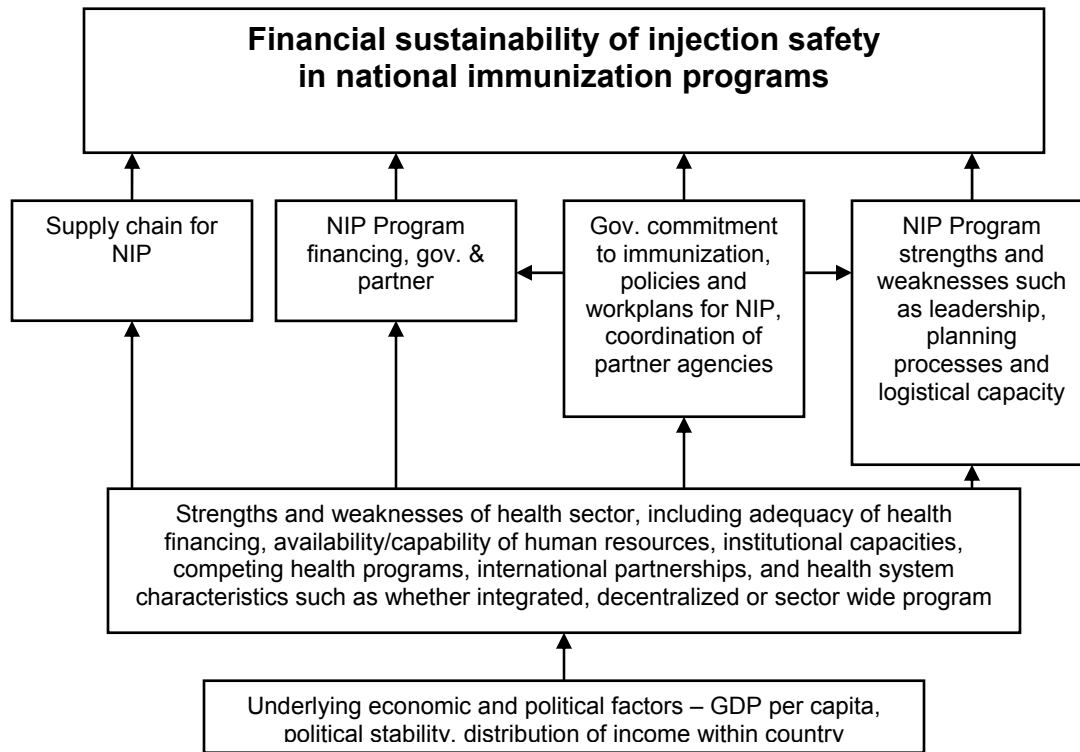 Financial sustainability of injection safety
in national immunization programs
Supply chain for
NIP
NIP Program
financing, gov. &
partner
Gov. commitment
to immunization,
policies and
workplans for NIP,
coordination of
partner agencies
NIP Program
strengths and
weaknesses such
as leadership,
planning
processes and
logistical capacity
Strengths and weaknesses of health sector, including adequacy of health
financing, availability/capability of human resources, institutional capacities,
competing health programs, international partnerships, and health system
characteristics such as whether integrated, decentralized or sector wide program
Underlying economic and political factors – GDP per capita,
political stability, distribution of income within country